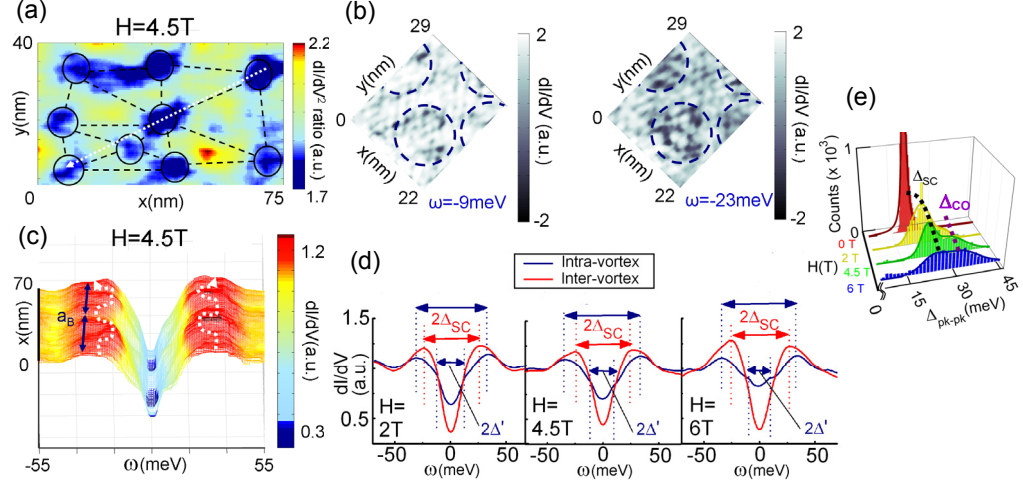 (a)
H=4.5T
40
y(nm)
0
x(nm)
75
2.2
dI/dV² ratio (a.u.)
1.7
(b)
29
y(nm)
0
x(nm)
22
ω=-9meV
2
dI/dV (a.u.)
-2
29
y(nm)
0
x(nm)
22
ω=-23meV
2
dI/dV (a.u.)
-2
(c)
H=4.5T
70
x(nm)
0
a_B
-55
ω(meV)
55
1.2
dI/dV(a.u.)
0.3
(d)
Intra-vortex
Inter-vortex
1.5
dI/dV
(a.u.)
0.5
2Δ_SC
H=
2T
2Δ'
-50 0 50
ω(meV)
2Δ_SC
H=
4.5T
2Δ'
-50 0 50
ω(meV)
2Δ_SC
H=
6T
2Δ'
-50 0 50
ω(meV)
(e)
1
Counts (x 10³)
0
Δ_SC
Δ_CO
0 T
2 T
4.5 T
6 T
H(T)
0
15
30
45
Δ_pk-pk(meV)